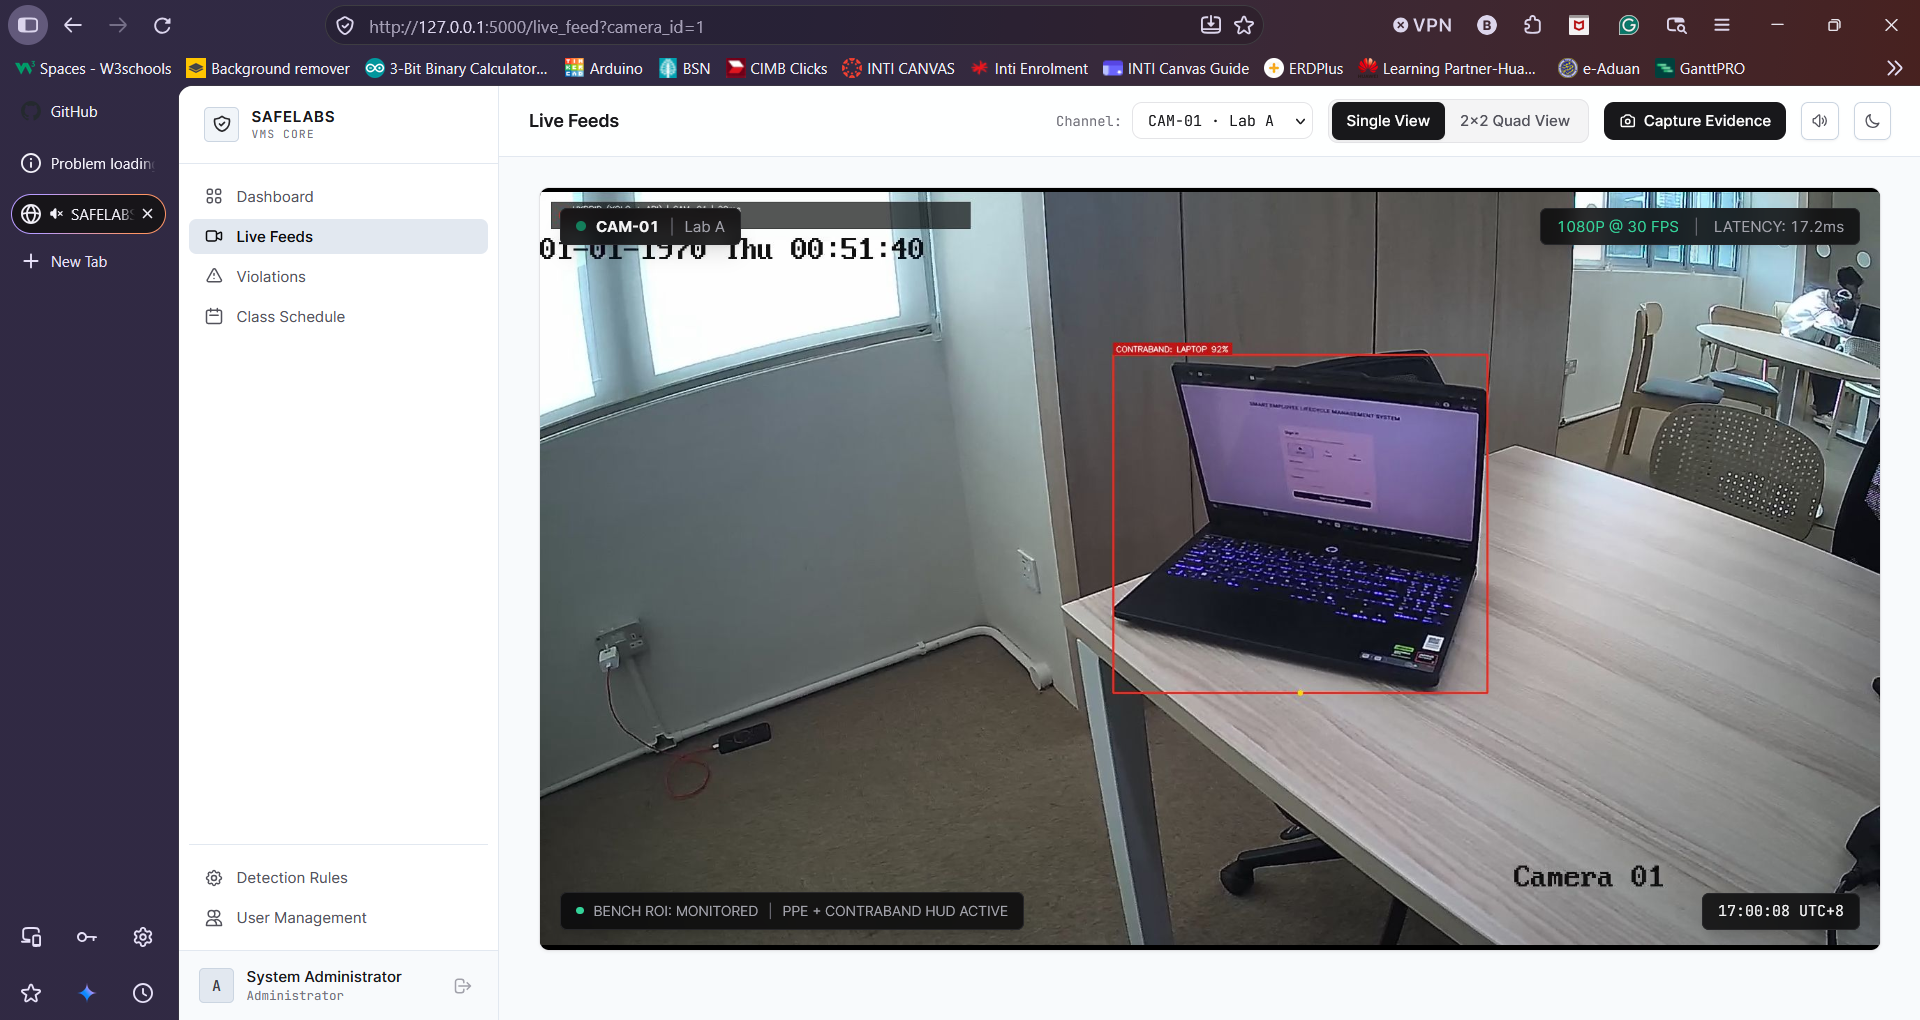 http://127.0.0.1:5000/live_feed?camera_id=1
VPN
Spaces - W3schools
Background remover
3-Bit Binary Calculator...
Arduino
BSN
CIMB Clicks
INTI CANVAS
Inti Enrolment
INTI Canvas Guide
ERDPlus
Learning Partner-Hua...
e-Aduan
GanttPRO
GitHub
Problem loadin
SAFELABS
New Tab
SAFELABS
VMS CORE
Dashboard
Live Feeds
Violations
Class Schedule
Detection Rules
User Management
A
System Administrator
Administrator
Live Feeds
Channel:
CAM-01 · Lab A
Single View
2×2 Quad View
Capture Evidence
CAM-01 | Lab A
01-01-1970 Thu 00:51:40
1080P @ 30 FPS | LATENCY: 17.2ms
CONTRABAND: LAPTOP 92%
SMART EMPLOYEE LIFECYCLE MANAGEMENT SYSTEM
Camera 01
BENCH ROI: MONITORED | PPE + CONTRABAND HUD ACTIVE
17:00:08 UTC+8